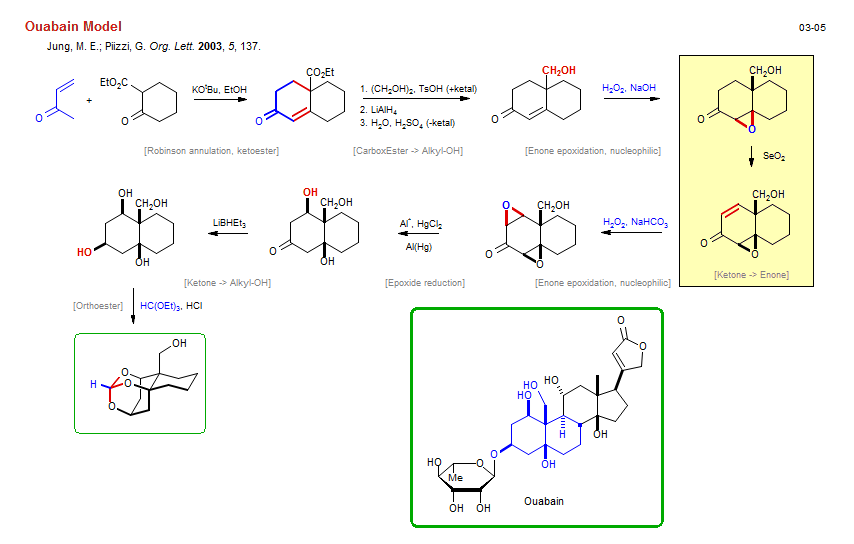 Ouabain Model
03-05
Jung, M. E.; Piizzi, G. Org. Lett. 2003, 5, 137.
O
+
EtO₂C
O
KOᵗBu, EtOH
CO₂Et
O
1. (CH₂OH)₂, TsOH (+ketal)
2. LiAlH₄
3. H₂O, H₂SO₄ (-ketal)
CH₂OH
O
H₂O₂, NaOH
CH₂OH
O
O
[Robinson annulation, ketoester]
[CarboxEster -> Alkyl-OH]
[Enone epoxidation, nucleophilic]
SeO₂
OH
CH₂OH
HO
OH
LiBHEt₃
OH
CH₂OH
O
OH
Al°, HgCl₂
Al(Hg)
O
CH₂OH
O
O
H₂O₂, NaHCO₃
CH₂OH
O
O
[Ketone -> Enone]
[Ketone -> Alkyl-OH]
[Epoxide reduction]
[Enone epoxidation, nucleophilic]
[Orthoester]
HC(OEt)₃, HCl
OH
H
O
O
O
O
O
HO
HO
HO
H
OH
O
OH
HO
O
Me
OH
OH
Ouabain